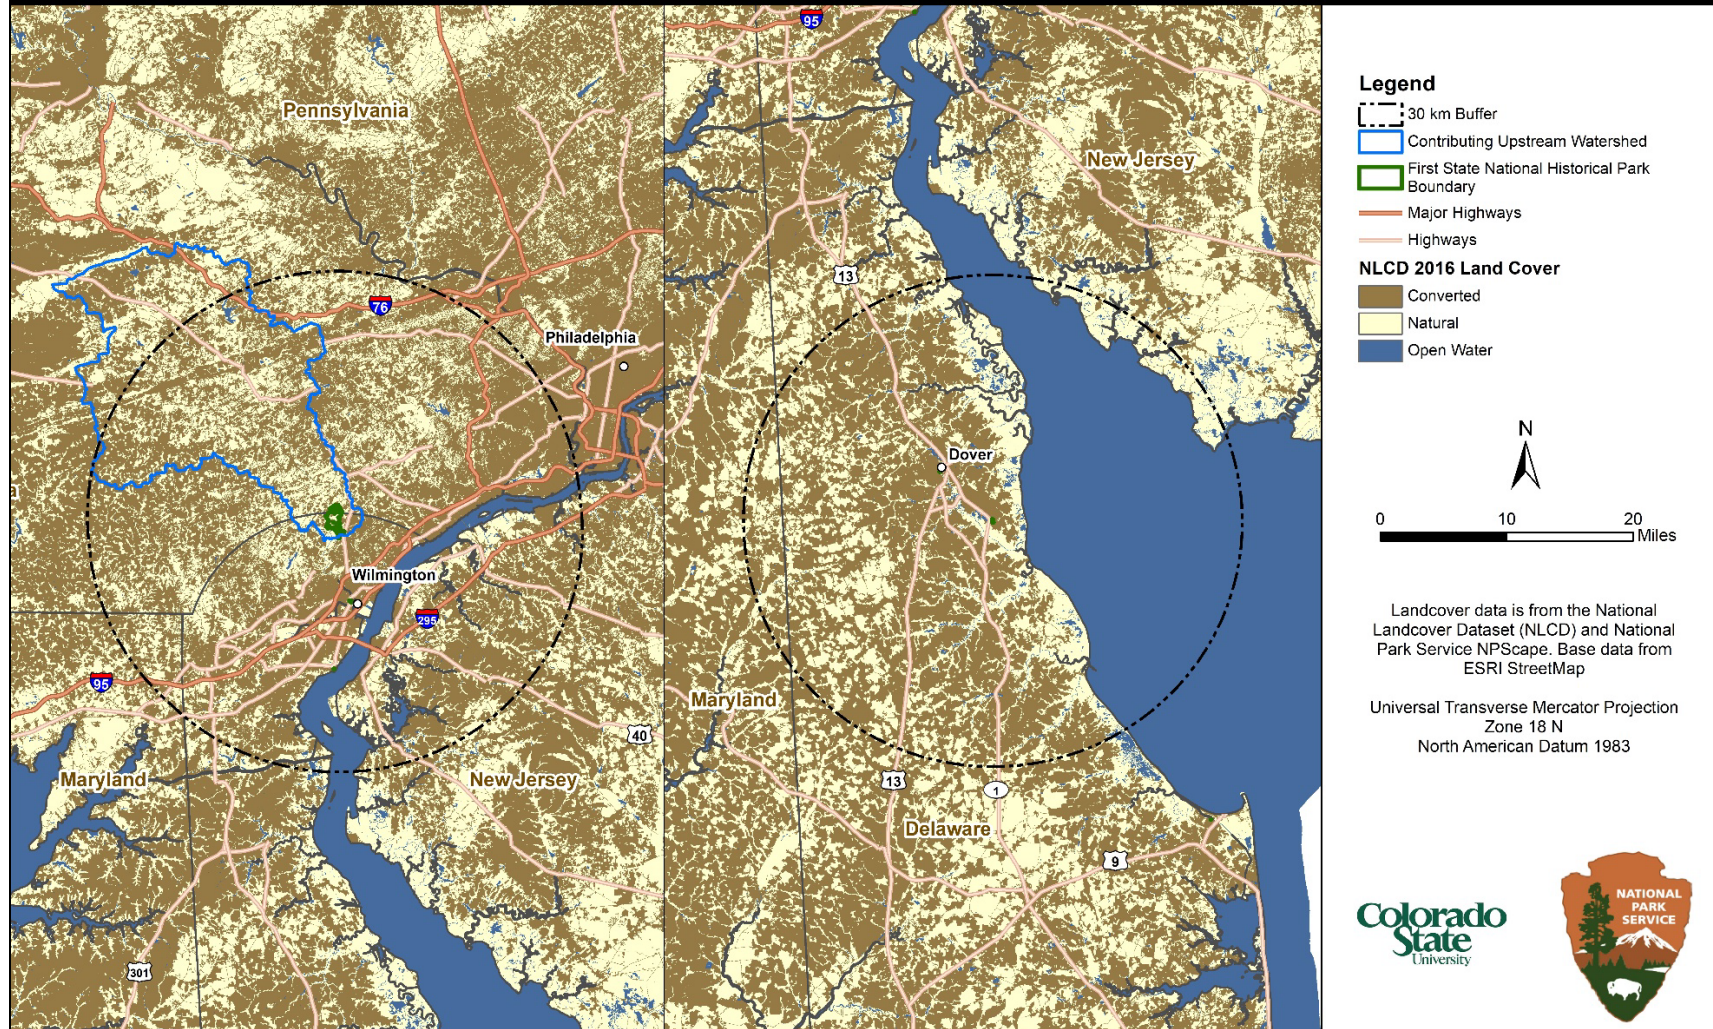 95
Pennsylvania
New Jersey
13
76
Philadelphia
Dover
Wilmington
295
95
Maryland
40
Maryland
New Jersey
13
1
Delaware
9
301
Legend
30 km Buffer
Contributing Upstream Watershed
First State National Historical Park
Boundary
Major Highways
Highways
NLCD 2016 Land Cover
Converted
Natural
Open Water
N
0 10 20
Miles
Landcover data is from the National
Landcover Dataset (NLCD) and National
Park Service NPScape. Base data from
ESRI StreetMap
Universal Transverse Mercator Projection
Zone 18 N
North American Datum 1983
Colorado
State
University
NATIONAL
PARK
SERVICE